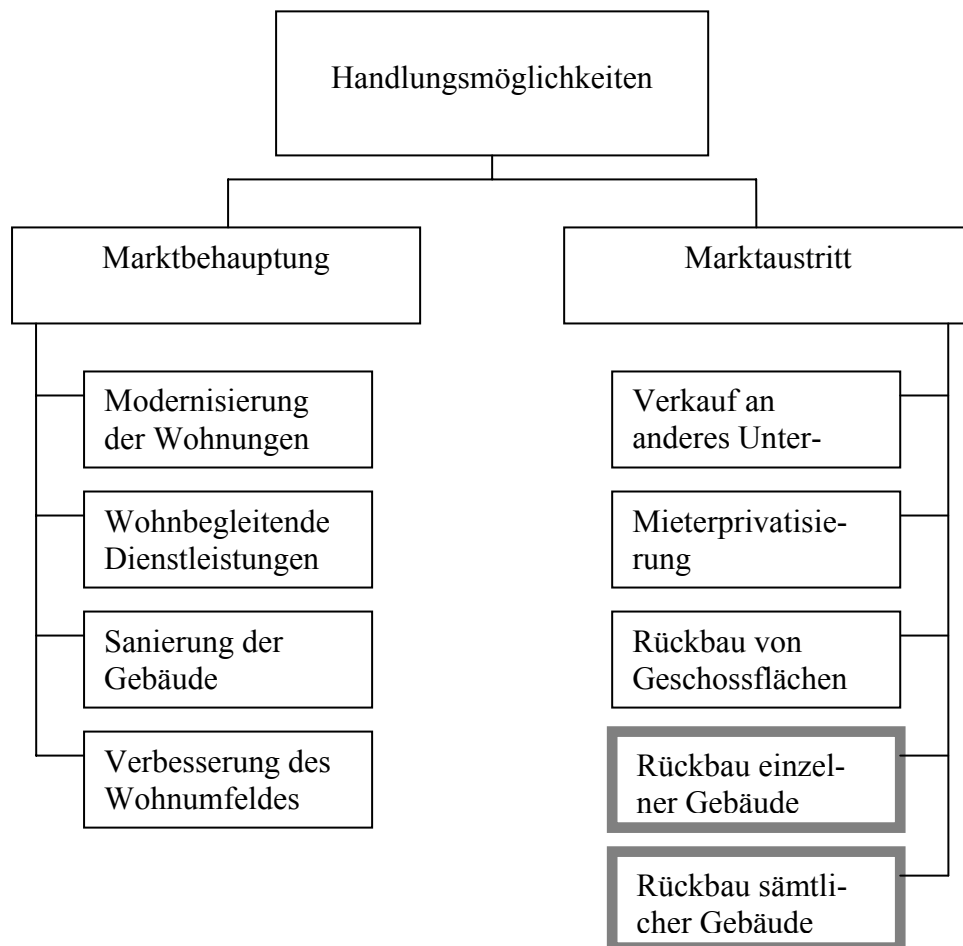 Handlungsmöglichkeiten
Marktbehauptung
Modernisierung
der Wohnungen
Wohnbegleitende
Dienstleistungen
Sanierung der
Gebäude
Verbesserung des
Wohnumfeldes
Marktaustritt
Verkauf an
anderes Unter-
Mieterprivatisie-
rung
Rückbau von
Geschossflächen
Rückbau einzel-
ner Gebäude
Rückbau sämtli-
cher Gebäude